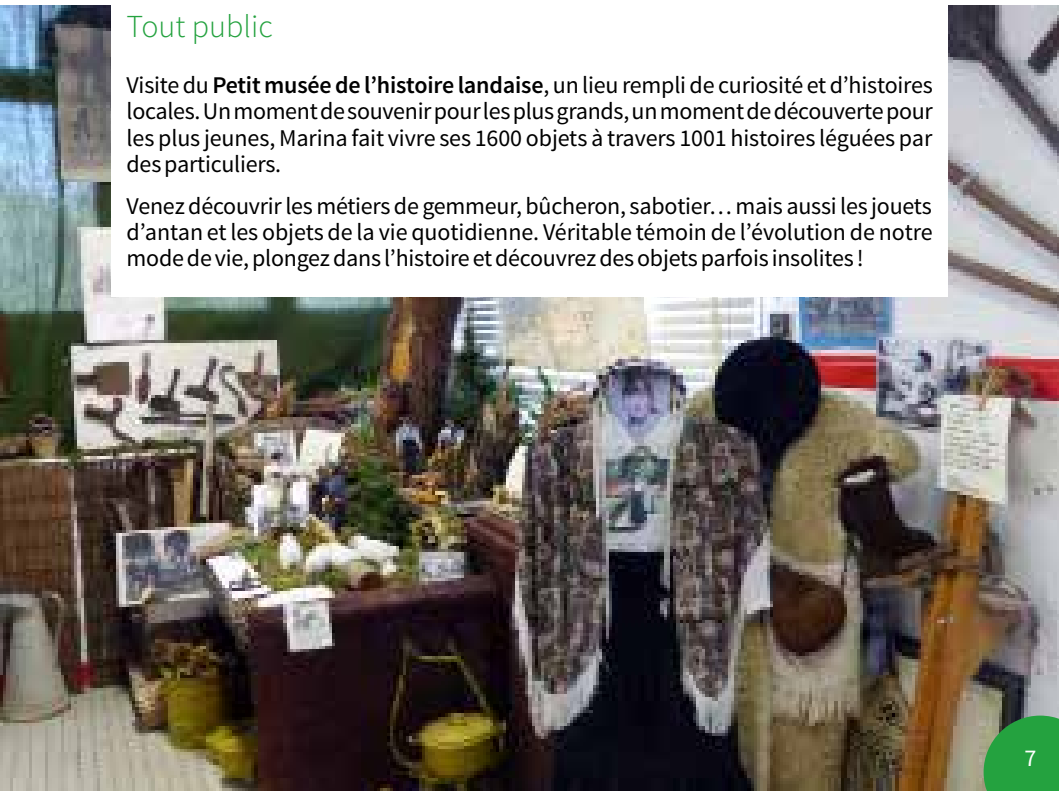 Tout public
Visite du Petit musée de l’histoire landaise, un lieu rempli de curiosité et d’histoires
locales. Un moment de souvenir pour les plus grands, un moment de découverte pour
les plus jeunes, Marina fait vivre ses 1600 objets à travers 1001 histoires léguées par
des particuliers.
Venez découvrir les métiers de gemmeur, bûcheron, sabotier… mais aussi les jouets
d’antan et les objets de la vie quotidienne. Véritable témoin de l’évolution de notre
mode de vie, plongez dans l’histoire et découvrez des objets parfois insolites !
7